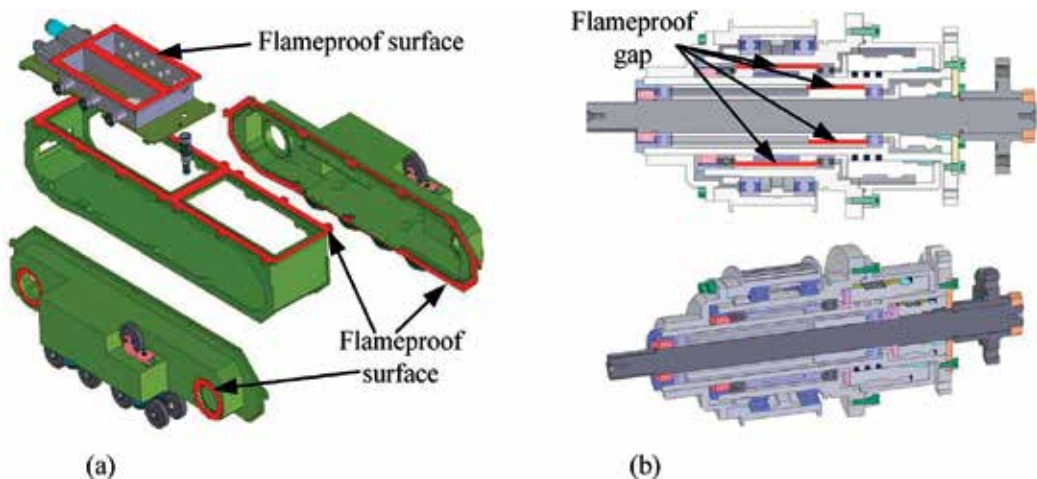 Flameproof surface
Flameproof
surface
(a)
Flameproof
gap
(b)